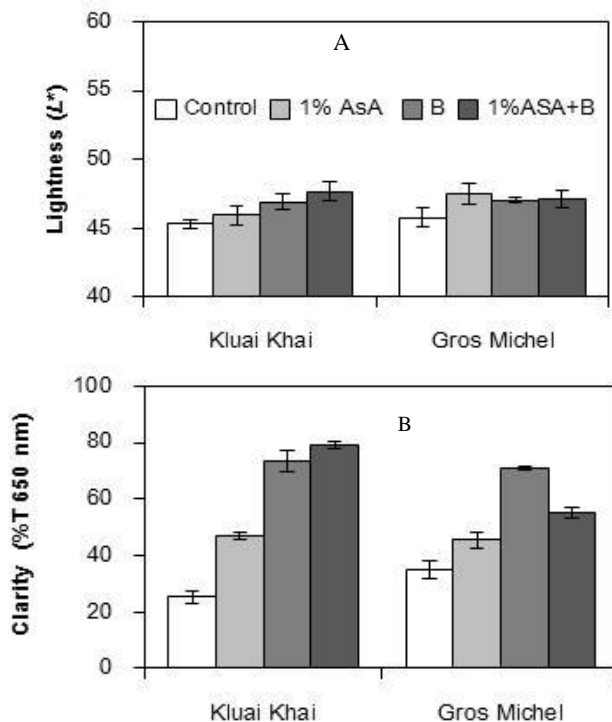 60
A
55
Control 1% AsA B 1%ASA+B
50
45
40
Lightness (L*)
Kluai Khai Gros Michel
100
B
80
60
40
20
0
Clarity (%T 650 nm)
Kluai Khai Gros Michel